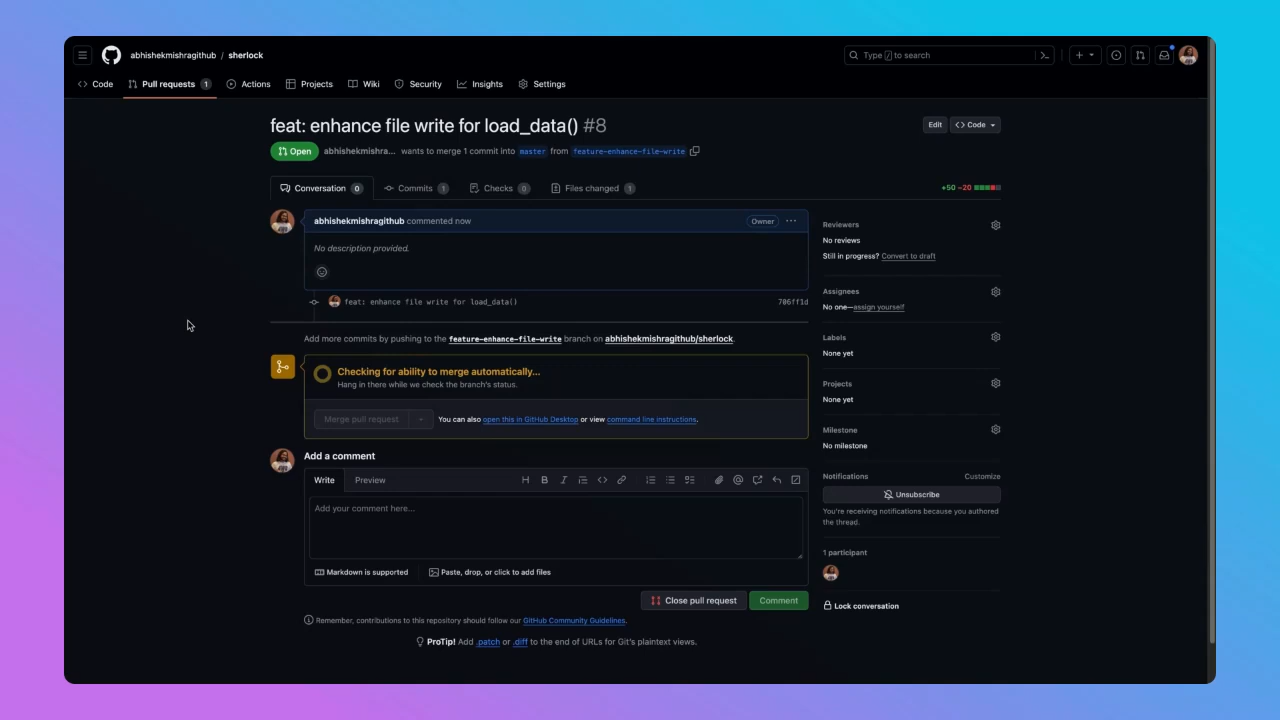 abhishekmishragithub / sherlock
Type / to search
Code
Pull requests 1
Actions
Projects
Wiki
Security
Insights
Settings
feat: enhance file write for load_data() #8
Edit
<> Code
Open
abhishekmishra... wants to merge 1 commit into master from feature-enhance-file-write
Conversation 0
Commits 1
Checks 0
Files changed 1
+50 −20
abhishekmishragithub commented now
Owner
No description provided.
feat: enhance file write for load_data()
706ff1d
Add more commits by pushing to the feature-enhance-file-write branch on abhishekmishragithub/sherlock.
Checking for ability to merge automatically...
Hang in there while we check the branch's status.
Merge pull request
You can also open this in GitHub Desktop or view command line instructions.
Add a comment
Write
Preview
Add your comment here...
Markdown is supported
Paste, drop, or click to add files
Close pull request
Comment
Remember, contributions to this repository should follow our GitHub Community Guidelines.
ProTip! Add .patch or .diff to the end of URLs for Git's plaintext views.
Reviewers
No reviews
Still in progress? Convert to draft
Assignees
No one—assign yourself
Labels
None yet
Projects
None yet
Milestone
No milestone
Notifications
Customize
Unsubscribe
You're receiving notifications because you authored
the thread.
1 participant
Lock conversation